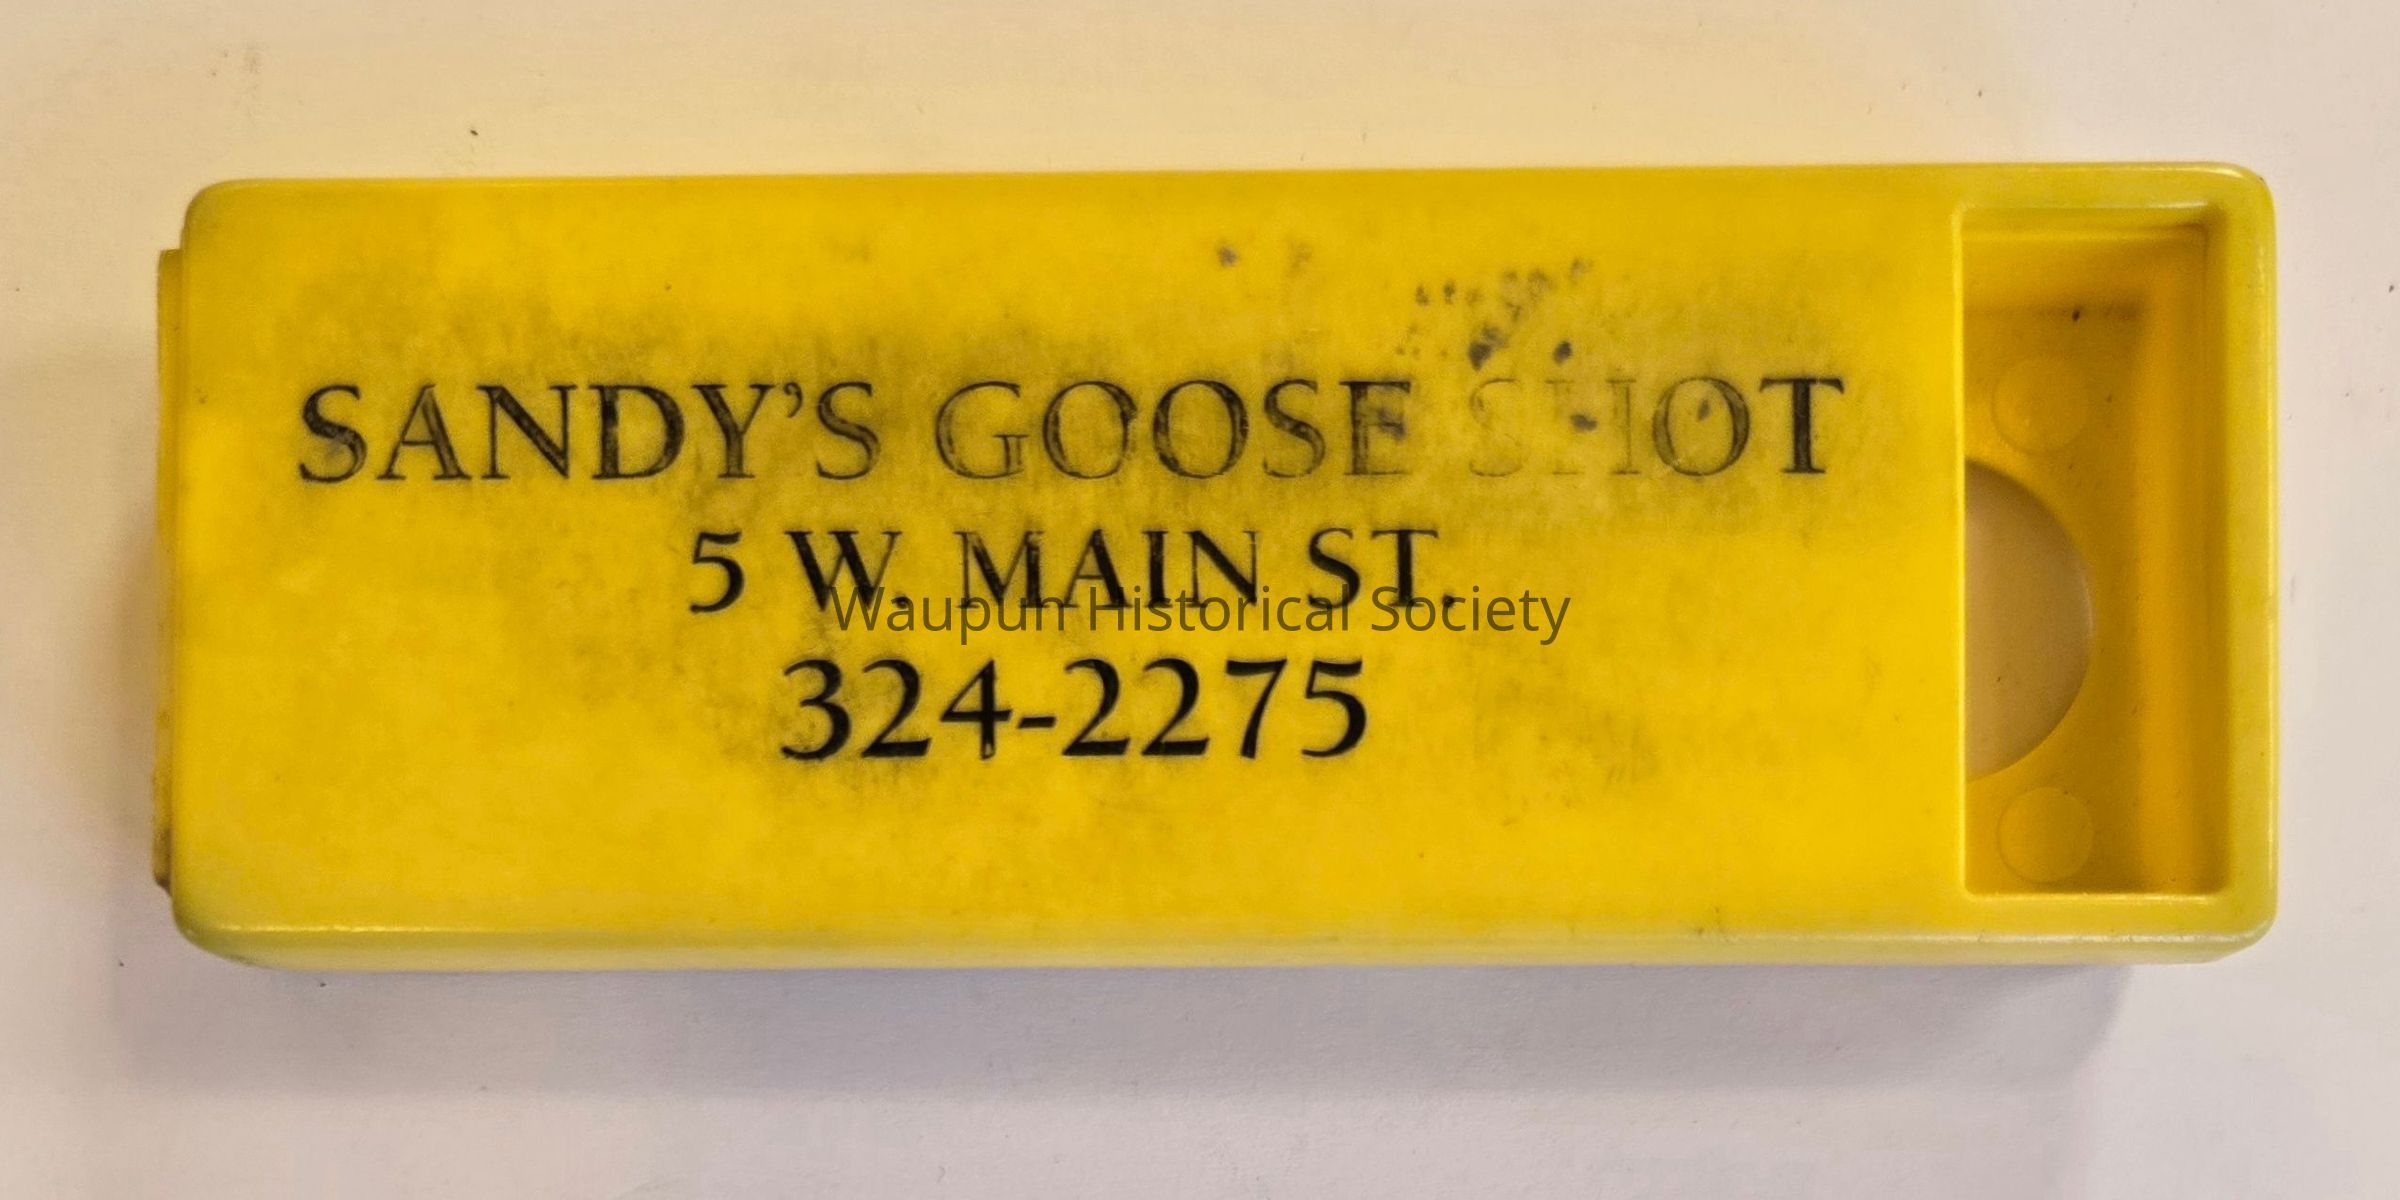 SANDY'S GOOSE SHOT
5 W. MAIN ST.
Waupun Historical Society
324-2275